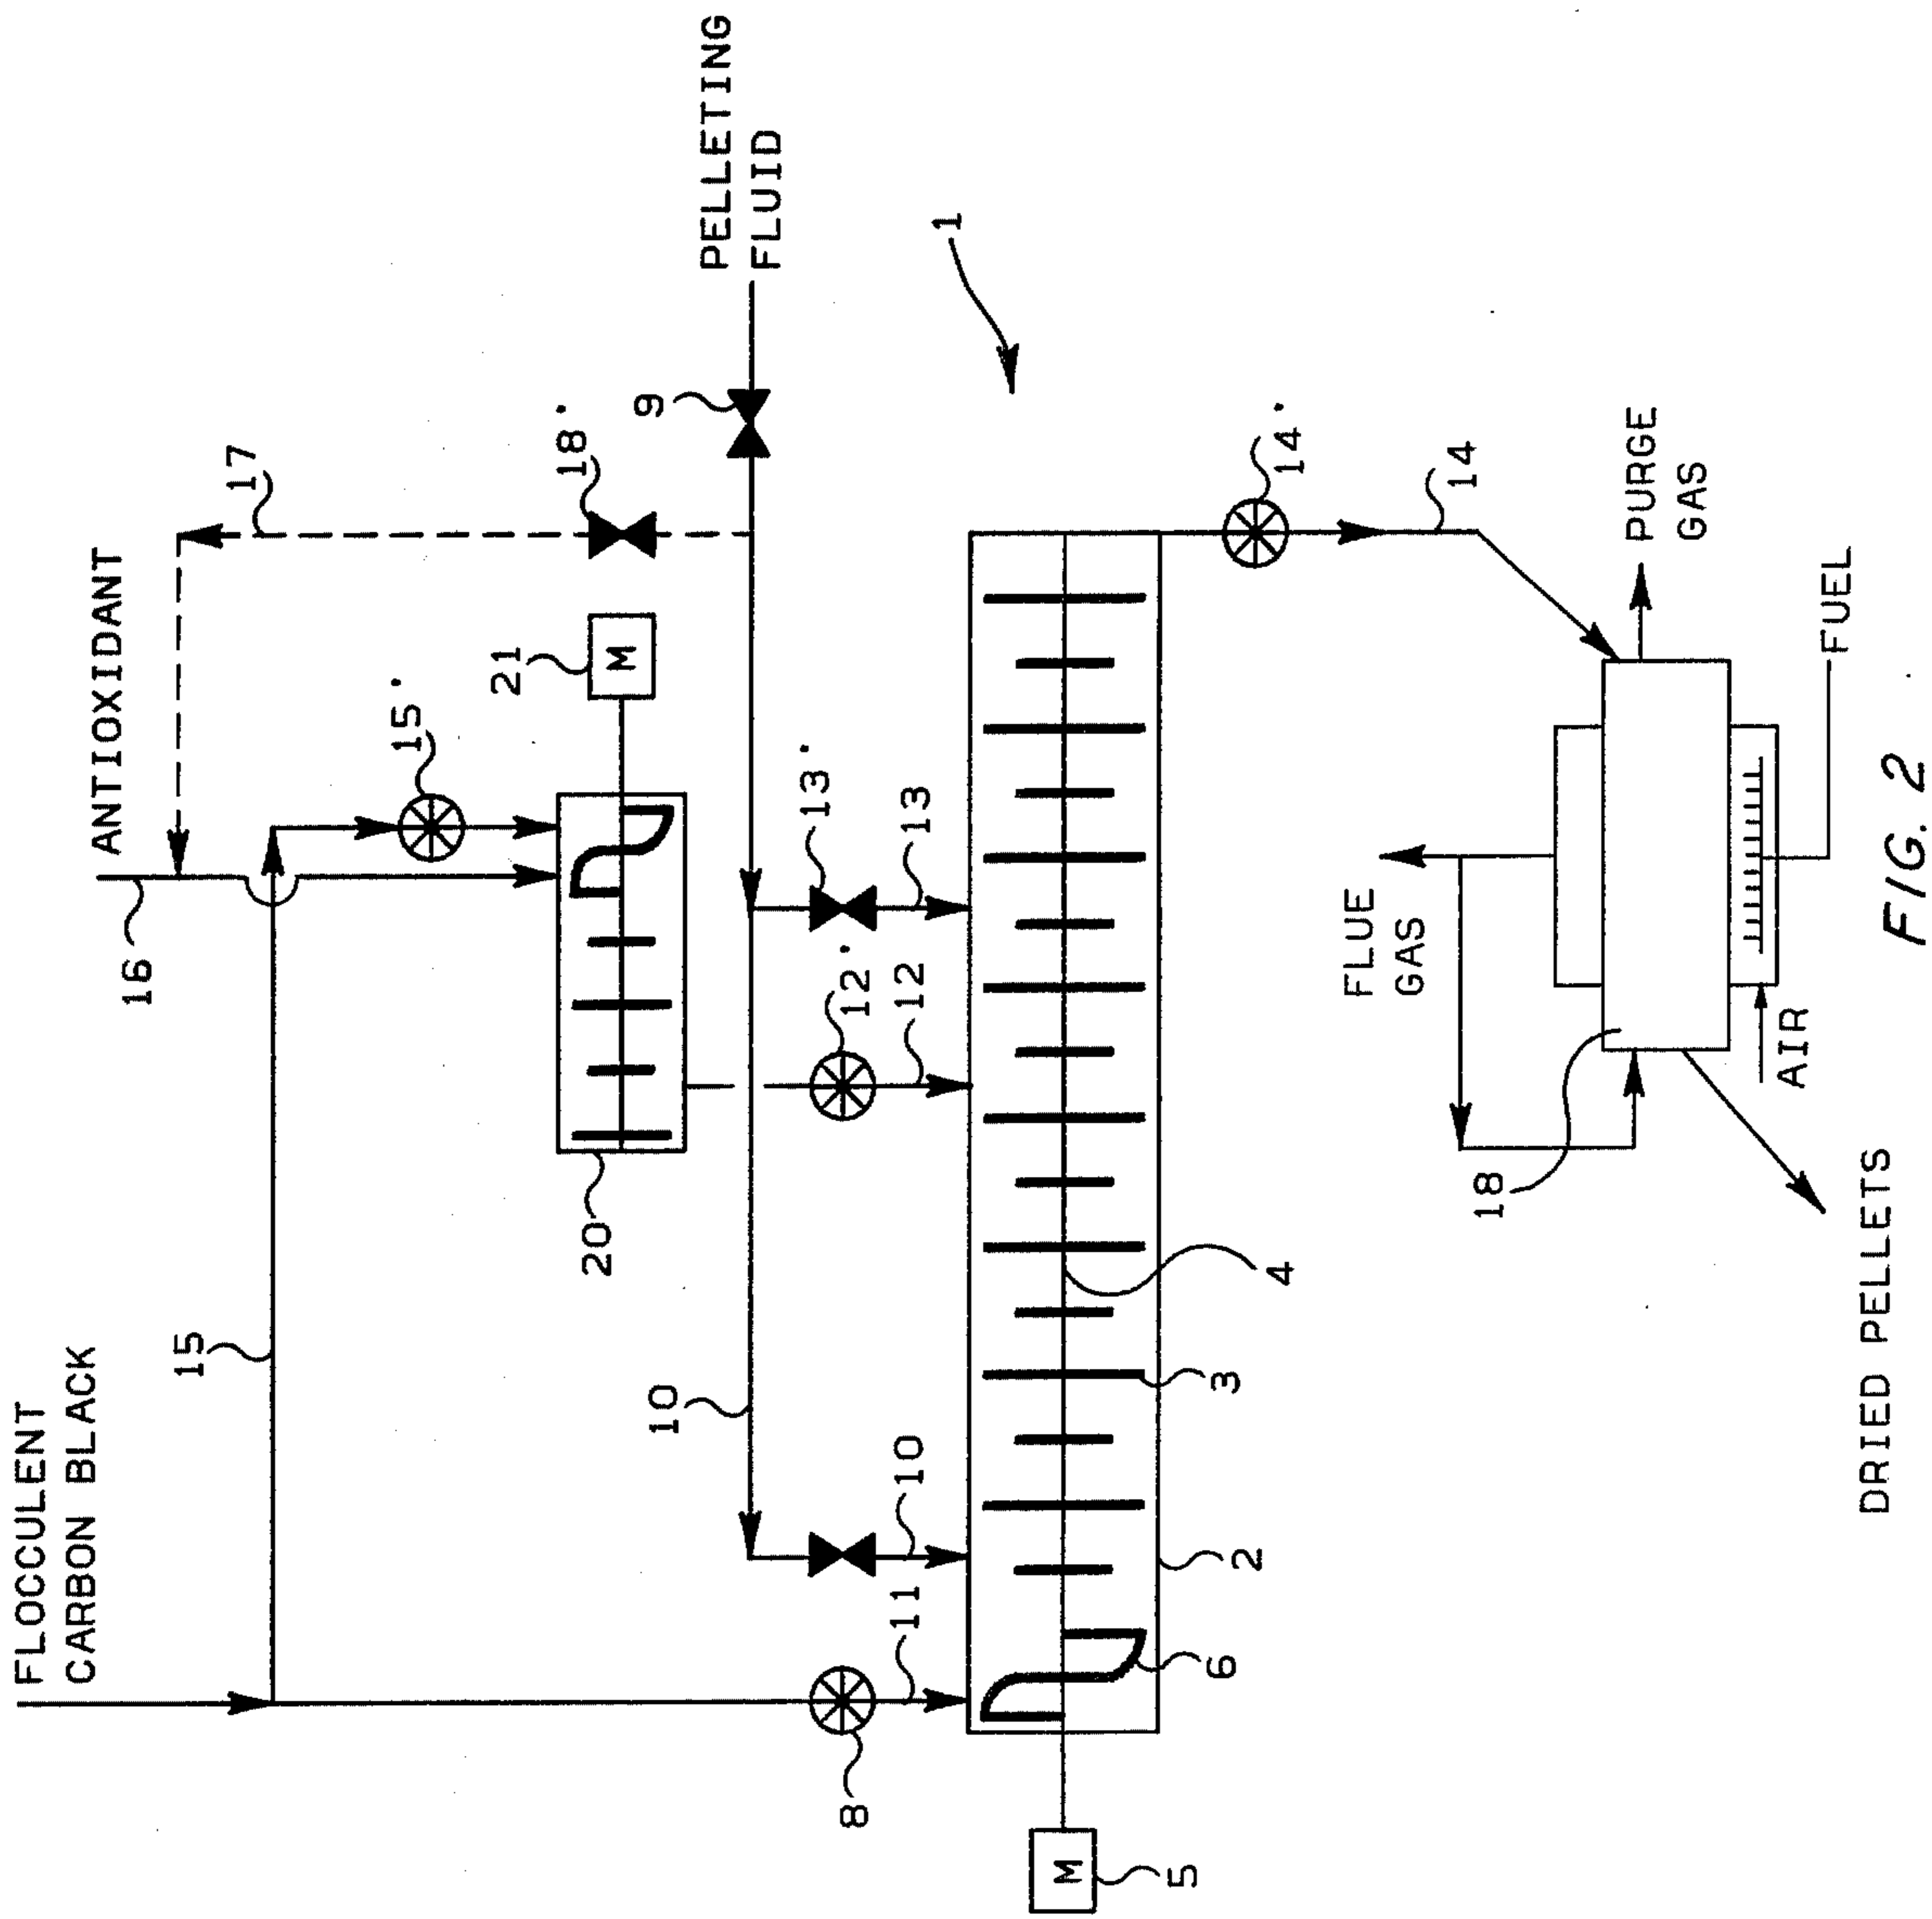 FLOCCULENT
CARBON BLACK
ANTIOXIDANT
16
17
15
15'
18'
21
M
20
PELLETING
FLUID
9
10
13'
12'
8
11
10
12
13
1
M
5
6
2
3
4
14'
14
FLUE
GAS
PURGE
GAS
18
AIR
FUEL
DRIED PELLETS
FIG. 2